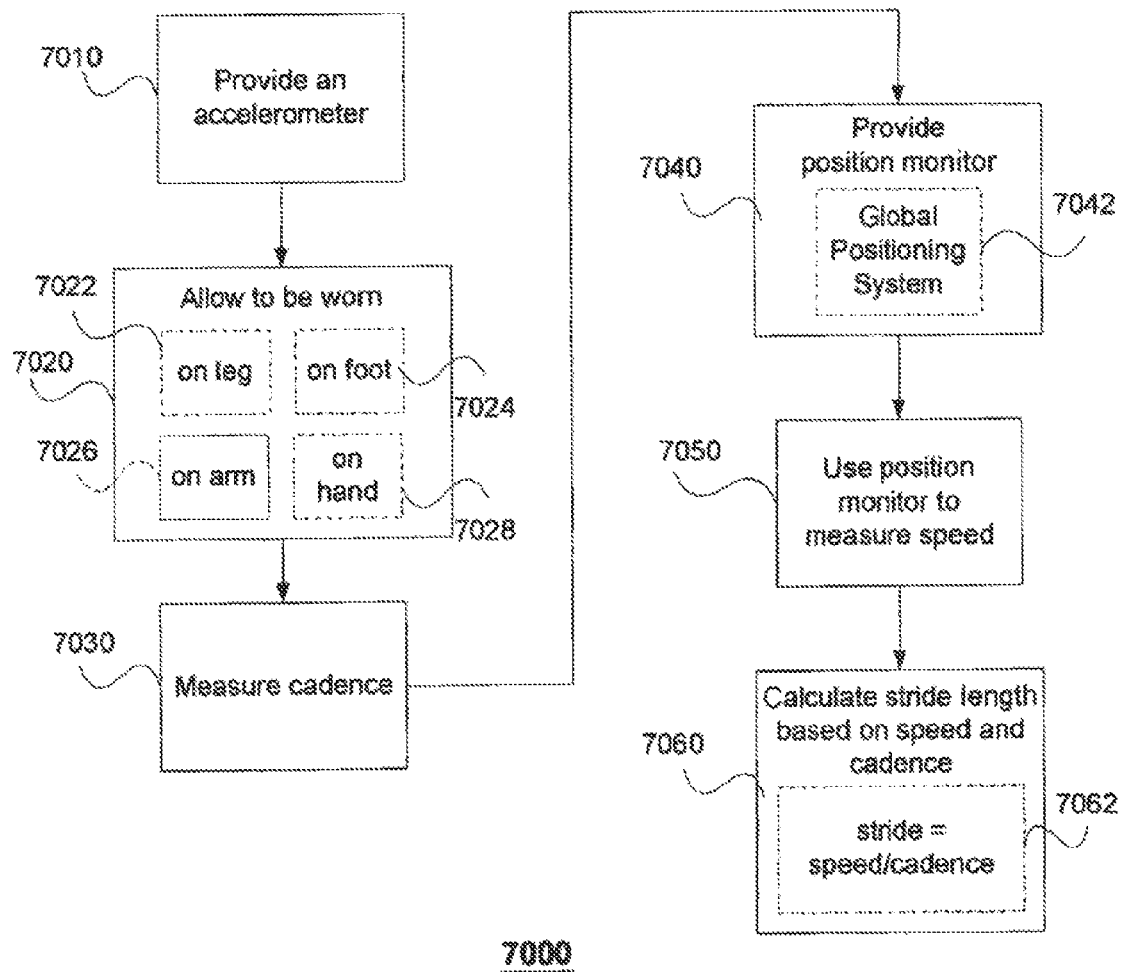 7010
Provide an
accelerometer
7022
Allow to be worn
on leg
on foot
7020
7024
7026
on arm
on
hand
7028
7030
Measure cadence
Provide
position monitor
7040
Global
Positioning
System
7042
7050
Use position
monitor to
measure speed
Calculate stride length
based on speed and
cadence
7060
stride =
speed/cadence
7062
7000